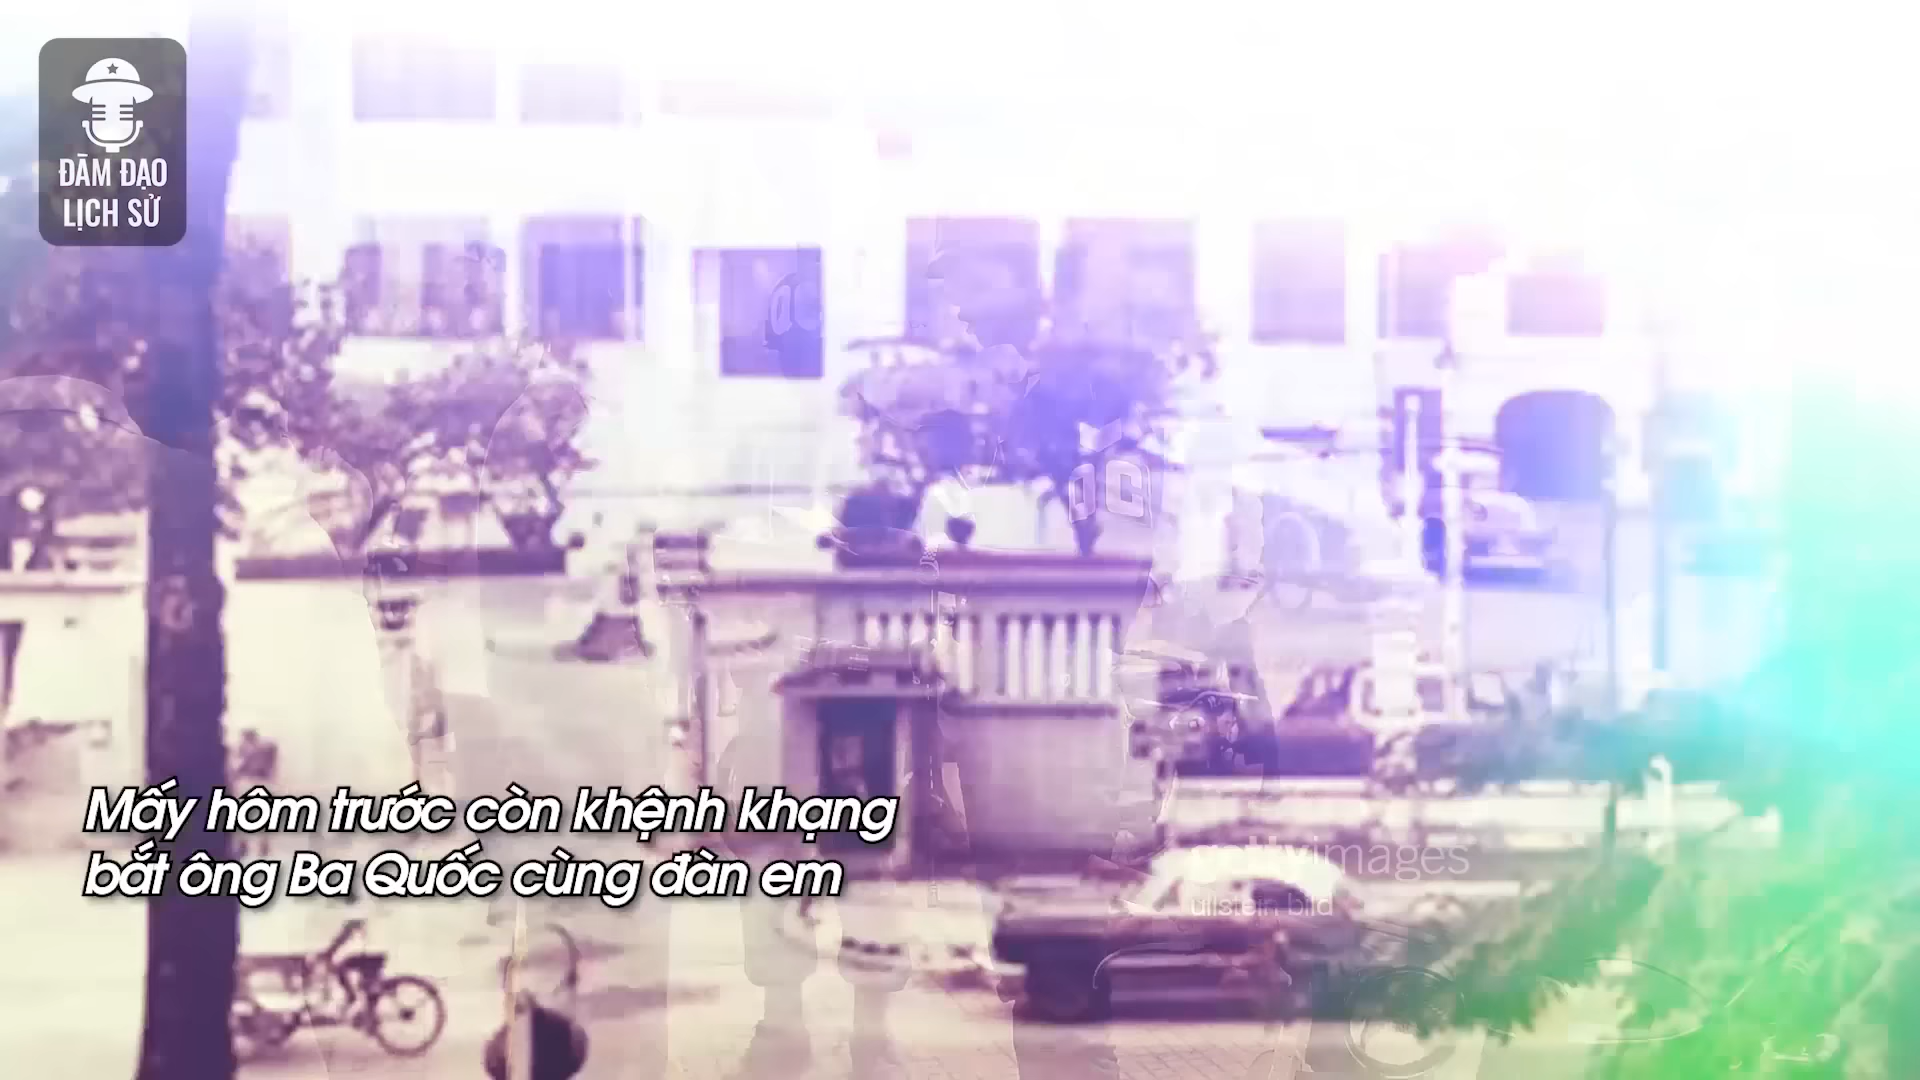 ĐÀM ĐẠO
LỊCH SỬ
Mấy hôm trước còn khệnh khạng
bắt ông Ba Quốc cùng đàn em
gettyimages
ullstein bild